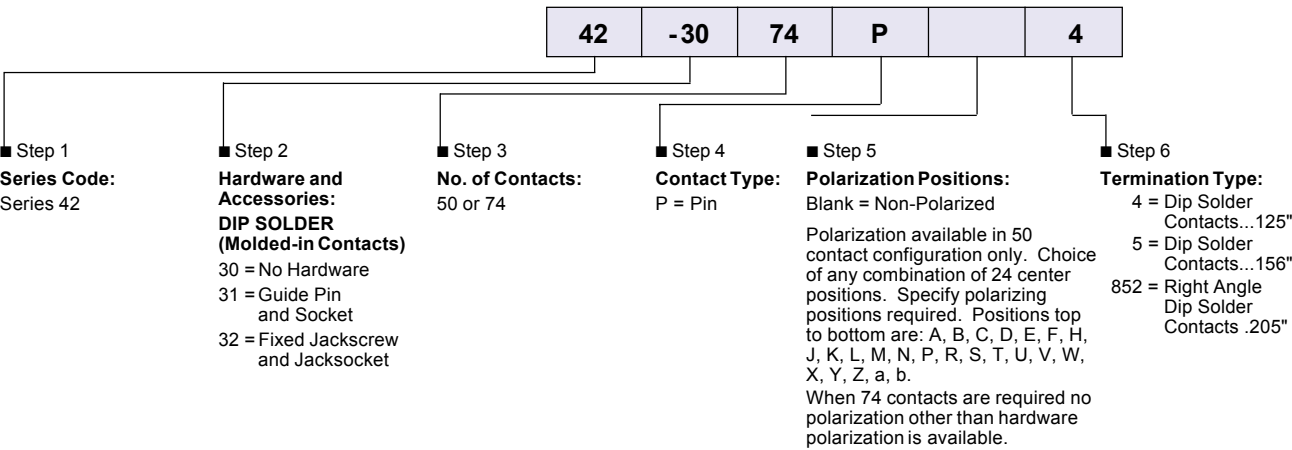 42 -30 74 P 4
■ Step 1
Series Code:
Series 42
■ Step 2
Hardware and
Accessories:
DIP SOLDER
(Molded-in Contacts)
30 = No Hardware
31 = Guide Pin
and Socket
32 = Fixed Jackscrew
and Jacksocket
■ Step 3
No. of Contacts:
50 or 74
■ Step 4
Contact Type:
P = Pin
■ Step 5
Polarization Positions:
Blank = Non-Polarized
Polarization available in 50
contact configuration only. Choice
of any combination of 24 center
positions. Specify polarizing
positions required. Positions top
to bottom are: A, B, C, D, E, F, H,
J, K, L, M, N, P, R, S, T, U, V, W,
X, Y, Z, a, b.
When 74 contacts are required no
polarization other than hardware
polarization is available.
■ Step 6
Termination Type:
4 = Dip Solder
Contacts...125"
5 = Dip Solder
Contacts...156"
852 = Right Angle
Dip Solder
Contacts .205"